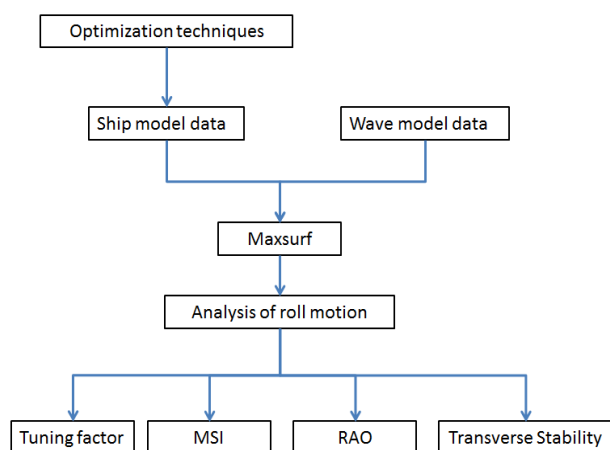 Optimization techniques
Ship model data
Wave model data
Maxsurf
Analysis of roll motion
Tuning factor
MSI
RAO
Transverse Stability